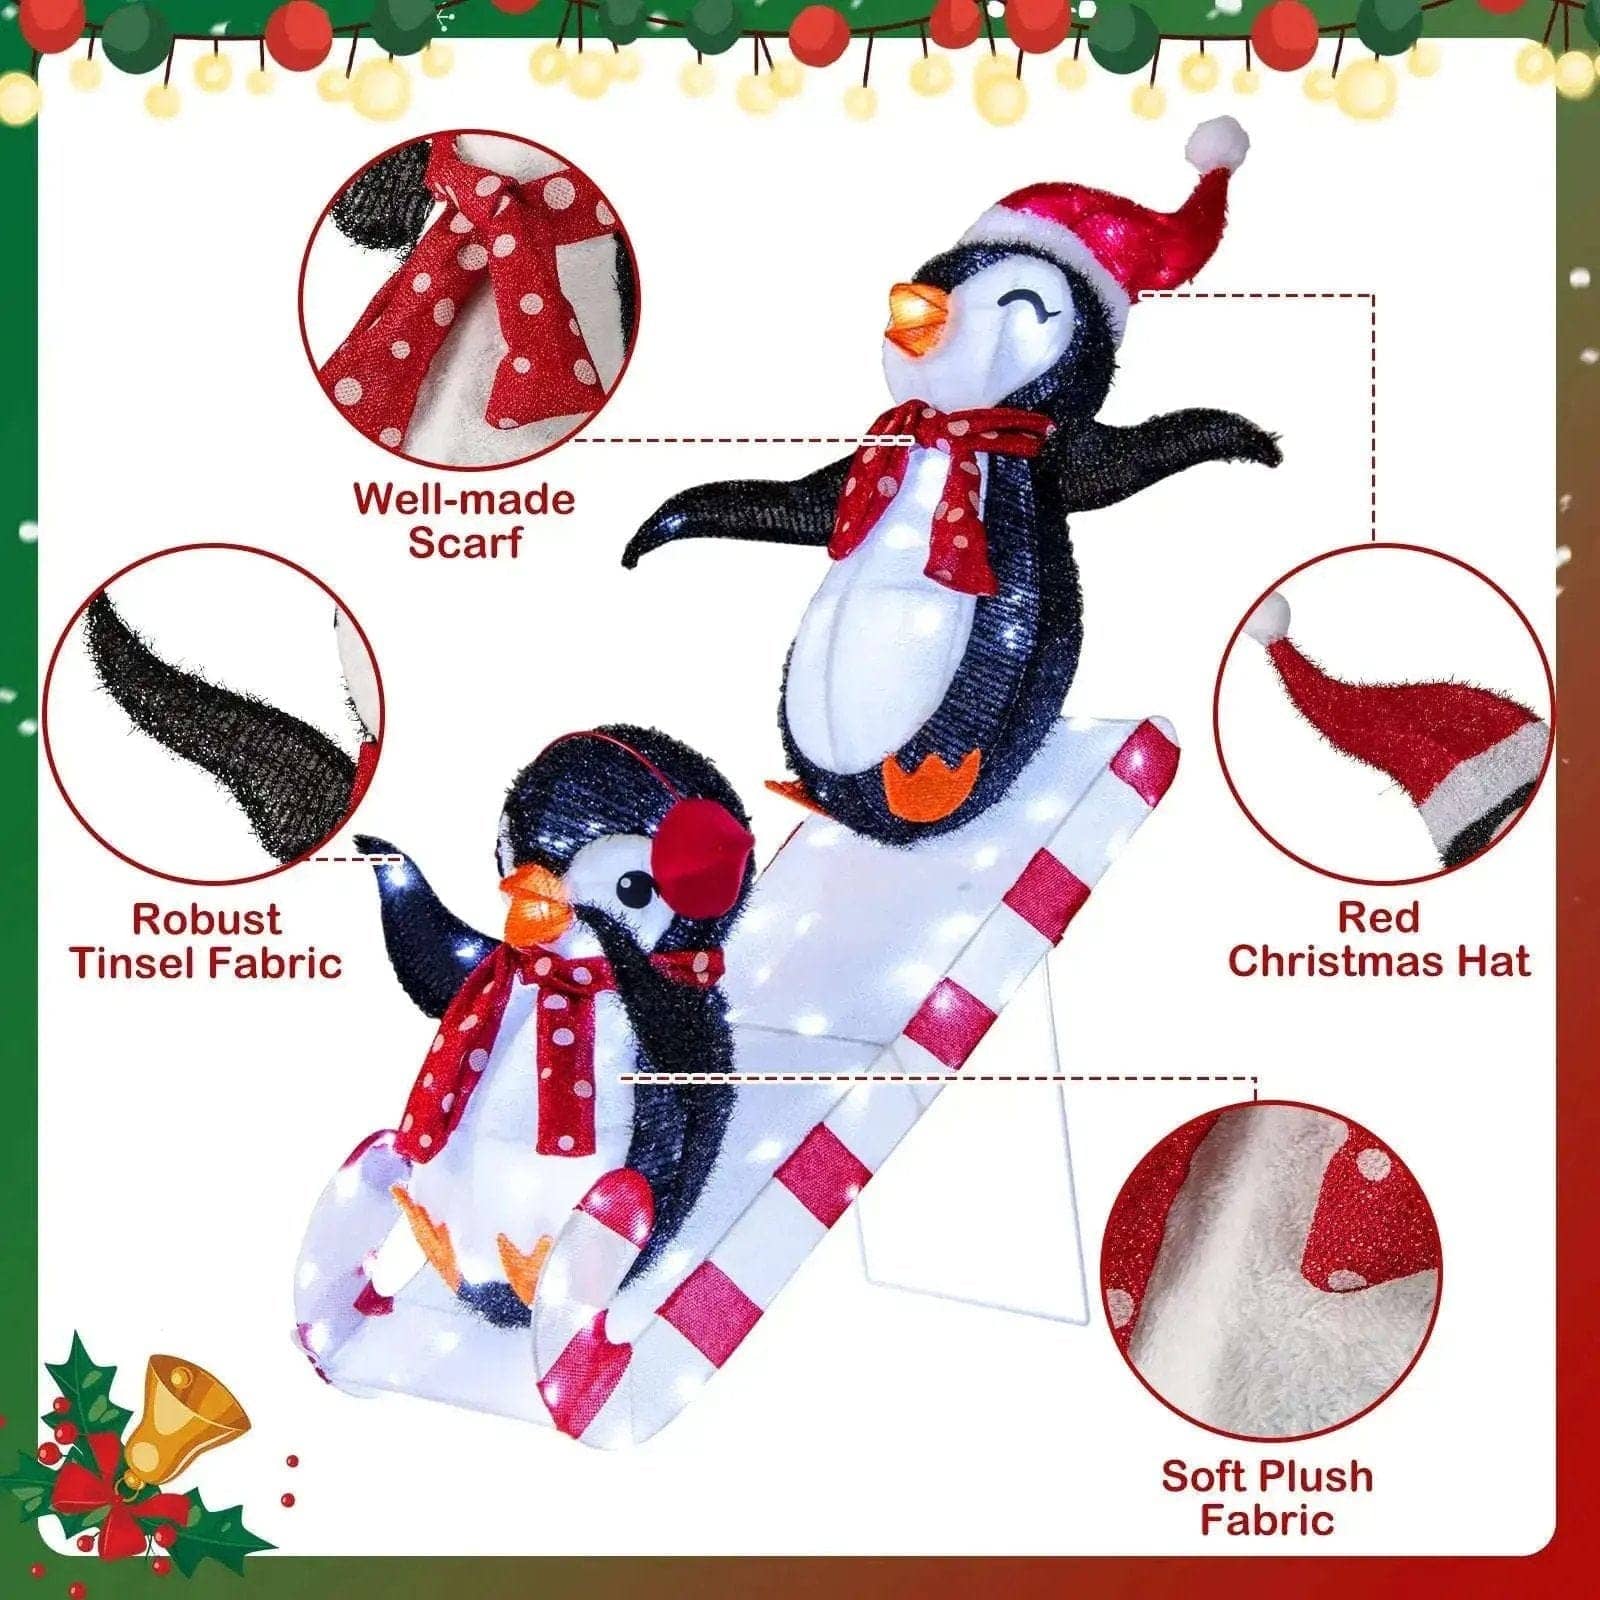 Well-made
Scarf
Robust
Tinsel Fabric
Red
Christmas Hat
Soft Plush
Fabric